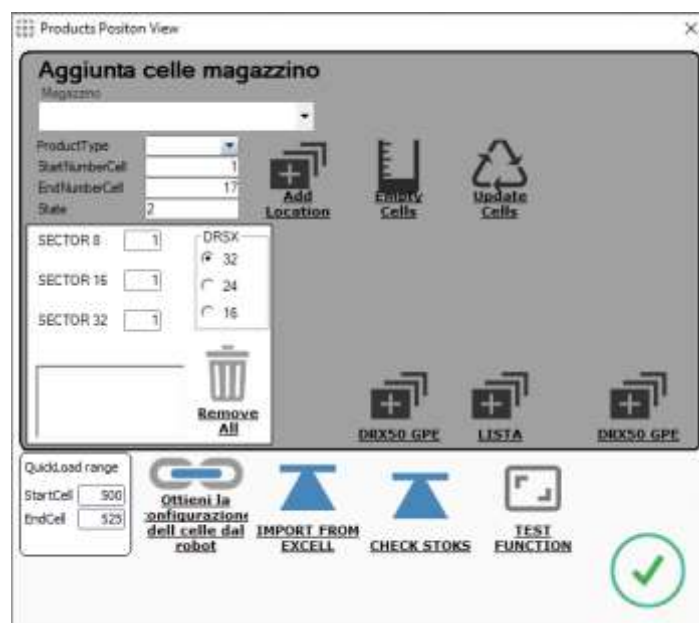 Products Positon View
Aggiunta celle magazzino
Magazzino
ProductType
StartNumberCell 1
EndNumberCell 17
State 2
Add Location
Empty Cells
Update Cells
SECTOR 8 1
SECTOR 16 1
SECTOR 32 1
DRSX
32
24
16
Remove All
DRX50 GPE
LISTA
DRX50 GPE
QuickLoad range
StartCell 500
EndCell 525
Ottieni la
configurazione
dell celle dal
robot
IMPORT FROM
EXCELL
CHECK STOKS
TEST
FUNCTION